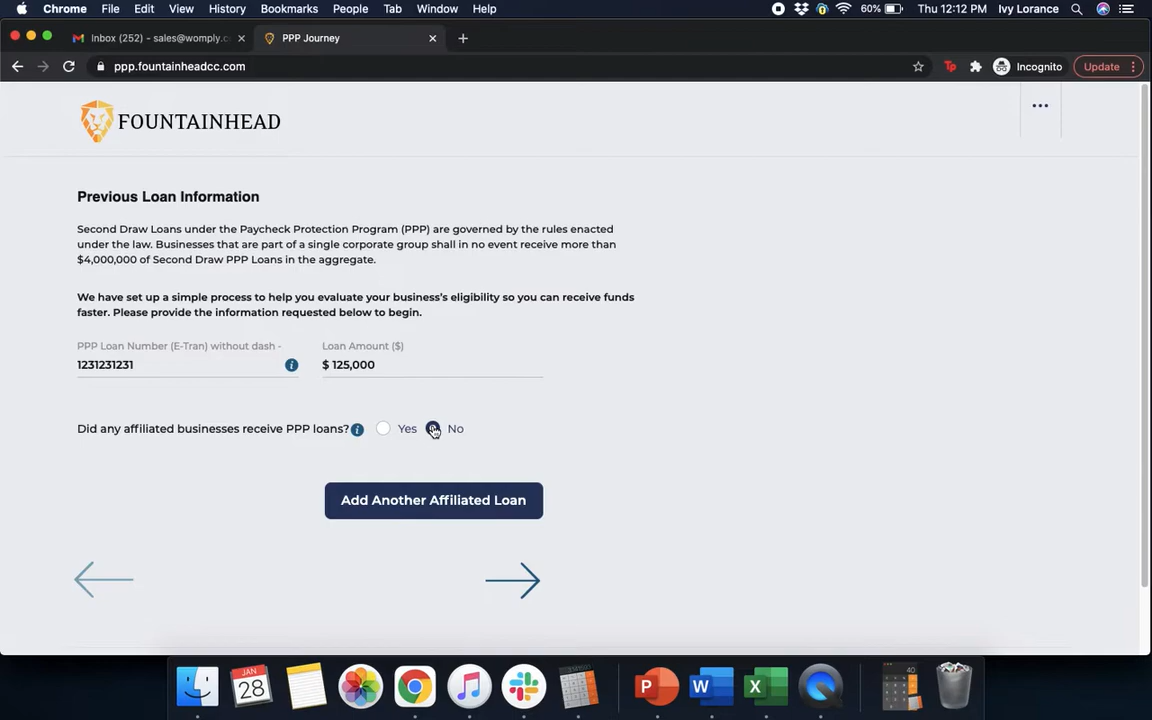 Chrome File Edit View History Bookmarks People Tab Window Help 60% Thu 12:12 PM Ivy Lorance
Inbox (252) - sales@womply.c
PPP Journey
ppp.fountainheadcc.com
Incognito
Update
FOUNTAINHEAD
Previous Loan Information
Second Draw Loans under the Paycheck Protection Program (PPP) are governed by the rules enacted
under the law. Businesses that are part of a single corporate group shall in no event receive more than
$4,000,000 of Second Draw PPP Loans in the aggregate.
We have set up a simple process to help you evaluate your business's eligibility so you can receive funds
faster. Please provide the information requested below to begin.
PPP Loan Number (E-Tran) without dash - Loan Amount ($)
1231231231 i $ 125,000
Did any affiliated businesses receive PPP loans? i Yes No
Add Another Affiliated Loan
JAN
28
P W X
40